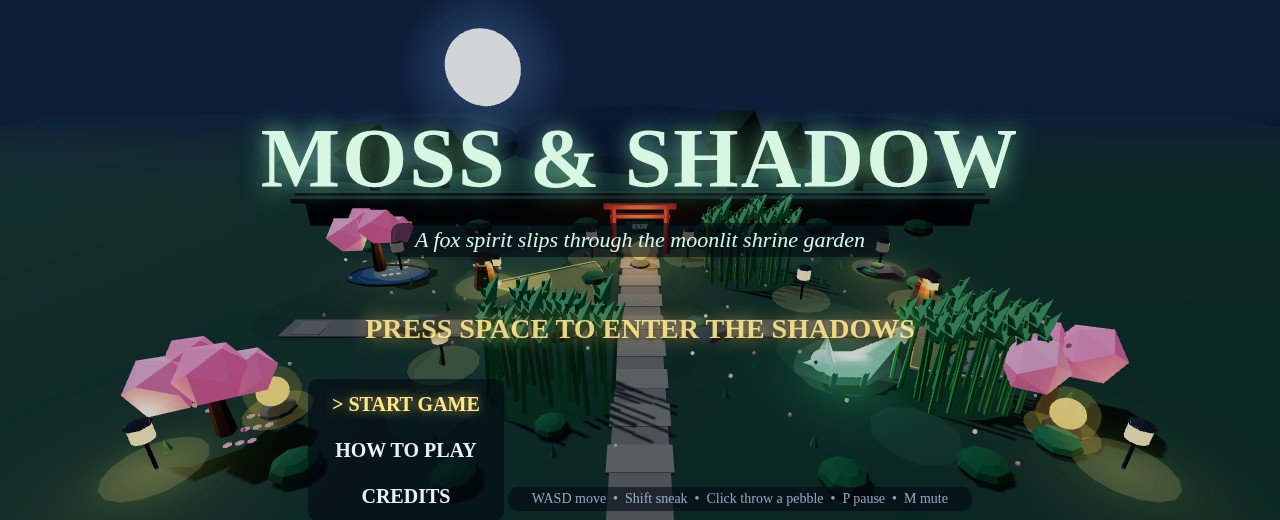 MOSS & SHADOW
EXIT
A fox spirit slips through the moonlit shrine garden
PRESS SPACE TO ENTER THE SHADOWS
> START GAME
HOW TO PLAY
CREDITS
WASD move • Shift sneak • Click throw a pebble • P pause • M mute